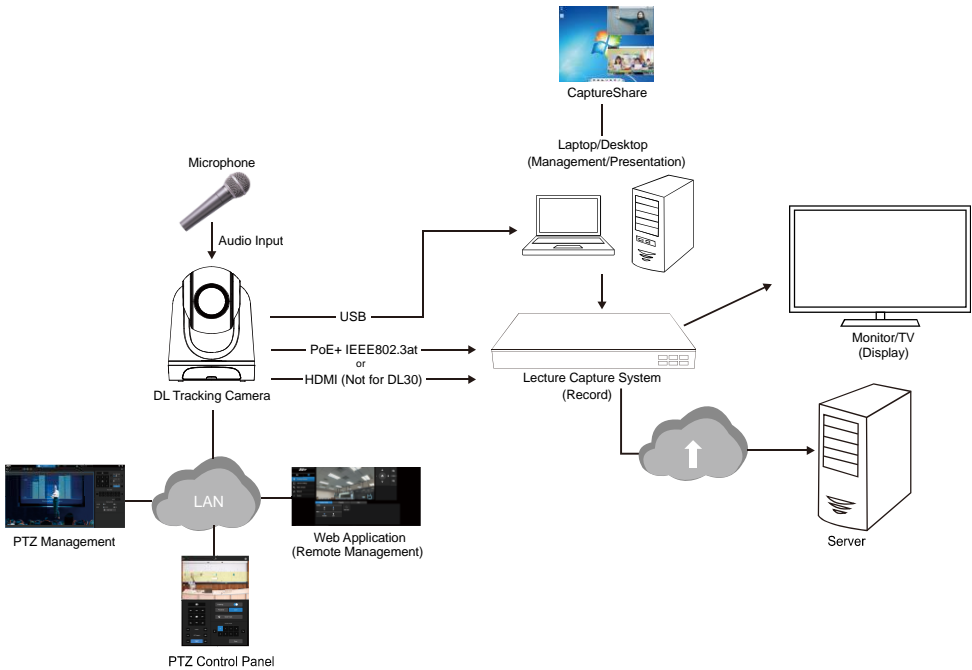 CaptureShare
Laptop/Desktop
(Management/Presentation)
Microphone
Audio Input
USB
PoE+ IEEE802.3at
or
HDMI (Not for DL30)
DL Tracking Camera
Lecture Capture System
(Record)
Monitor/TV
(Display)
LAN
PTZ Management
Web Application
(Remote Management)
Server
PTZ Control Panel